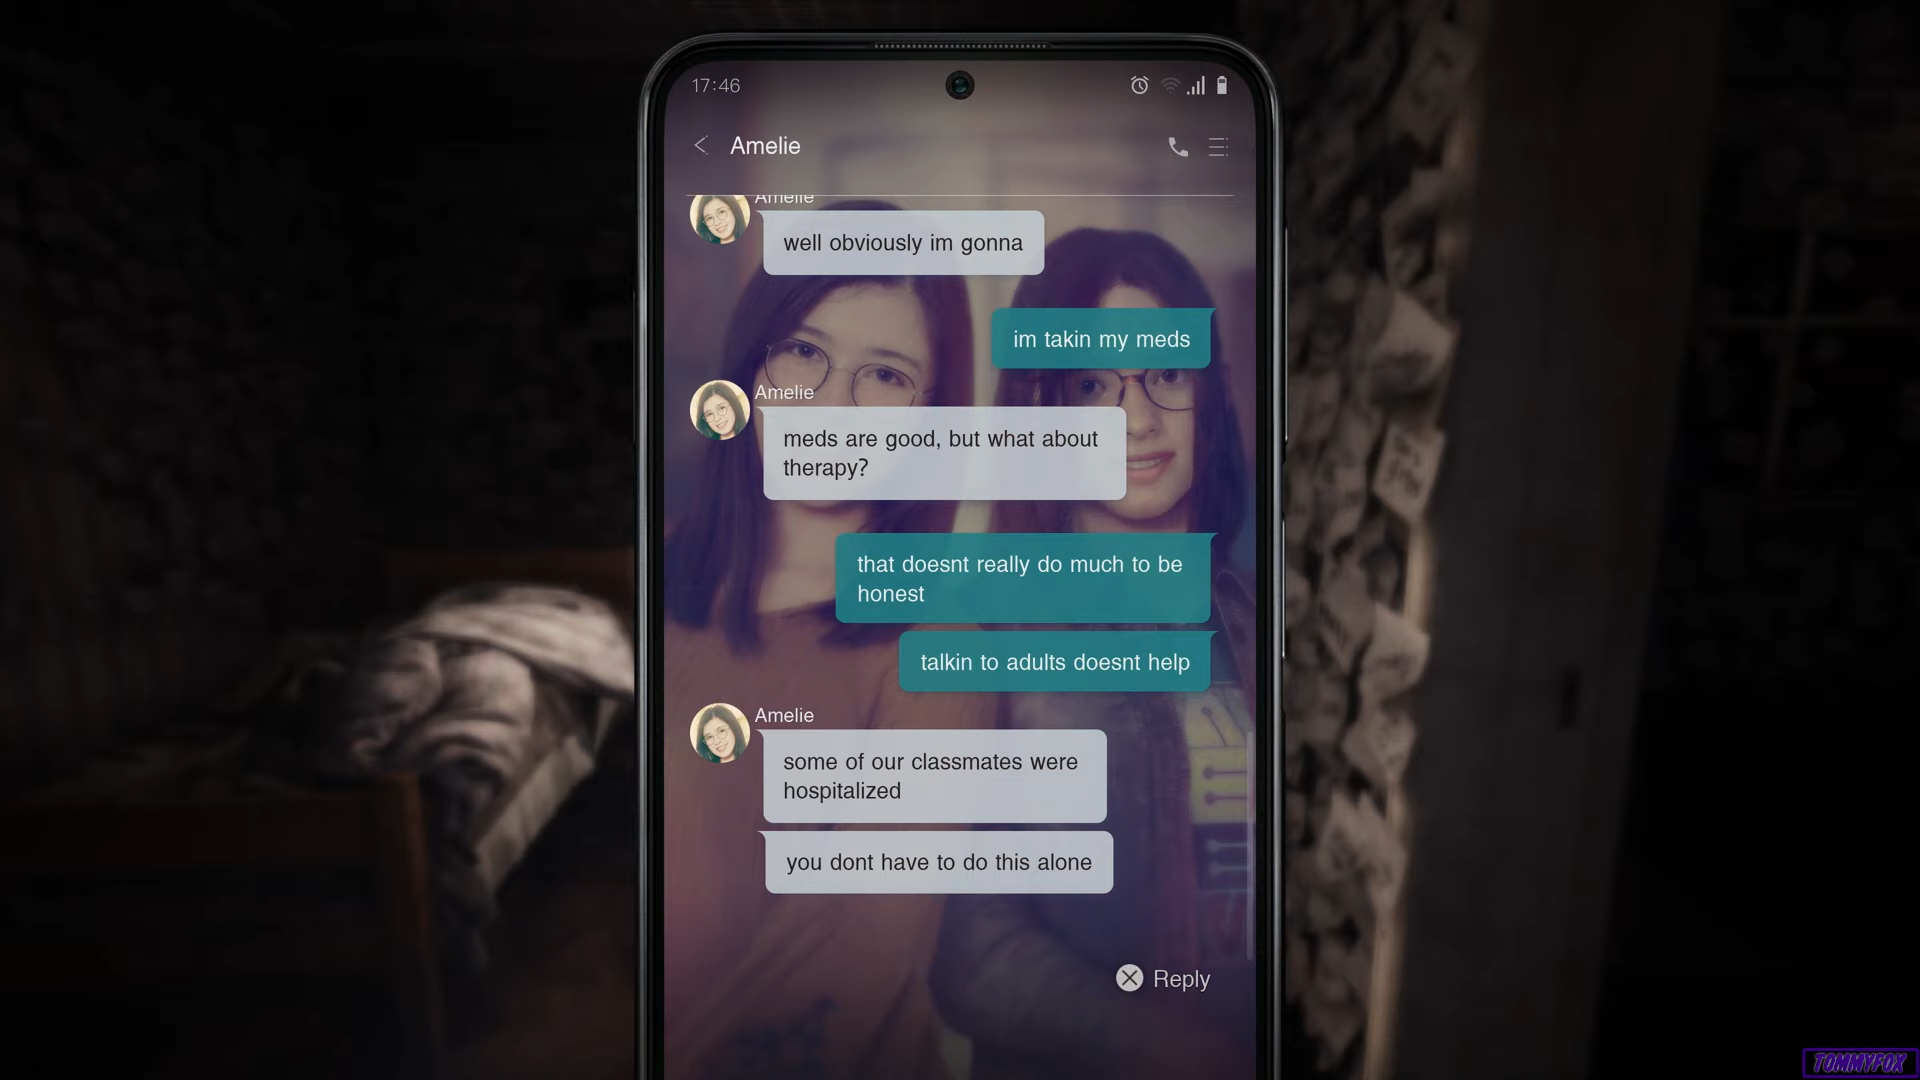 17:46
Amelie
Amelie
well obviously im gonna
im takin my meds
Amelie
meds are good, but what about
therapy?
that doesnt really do much to be
honest
talkin to adults doesnt help
Amelie
some of our classmates were
hospitalized
you dont have to do this alone
Reply
TOMMYFOX